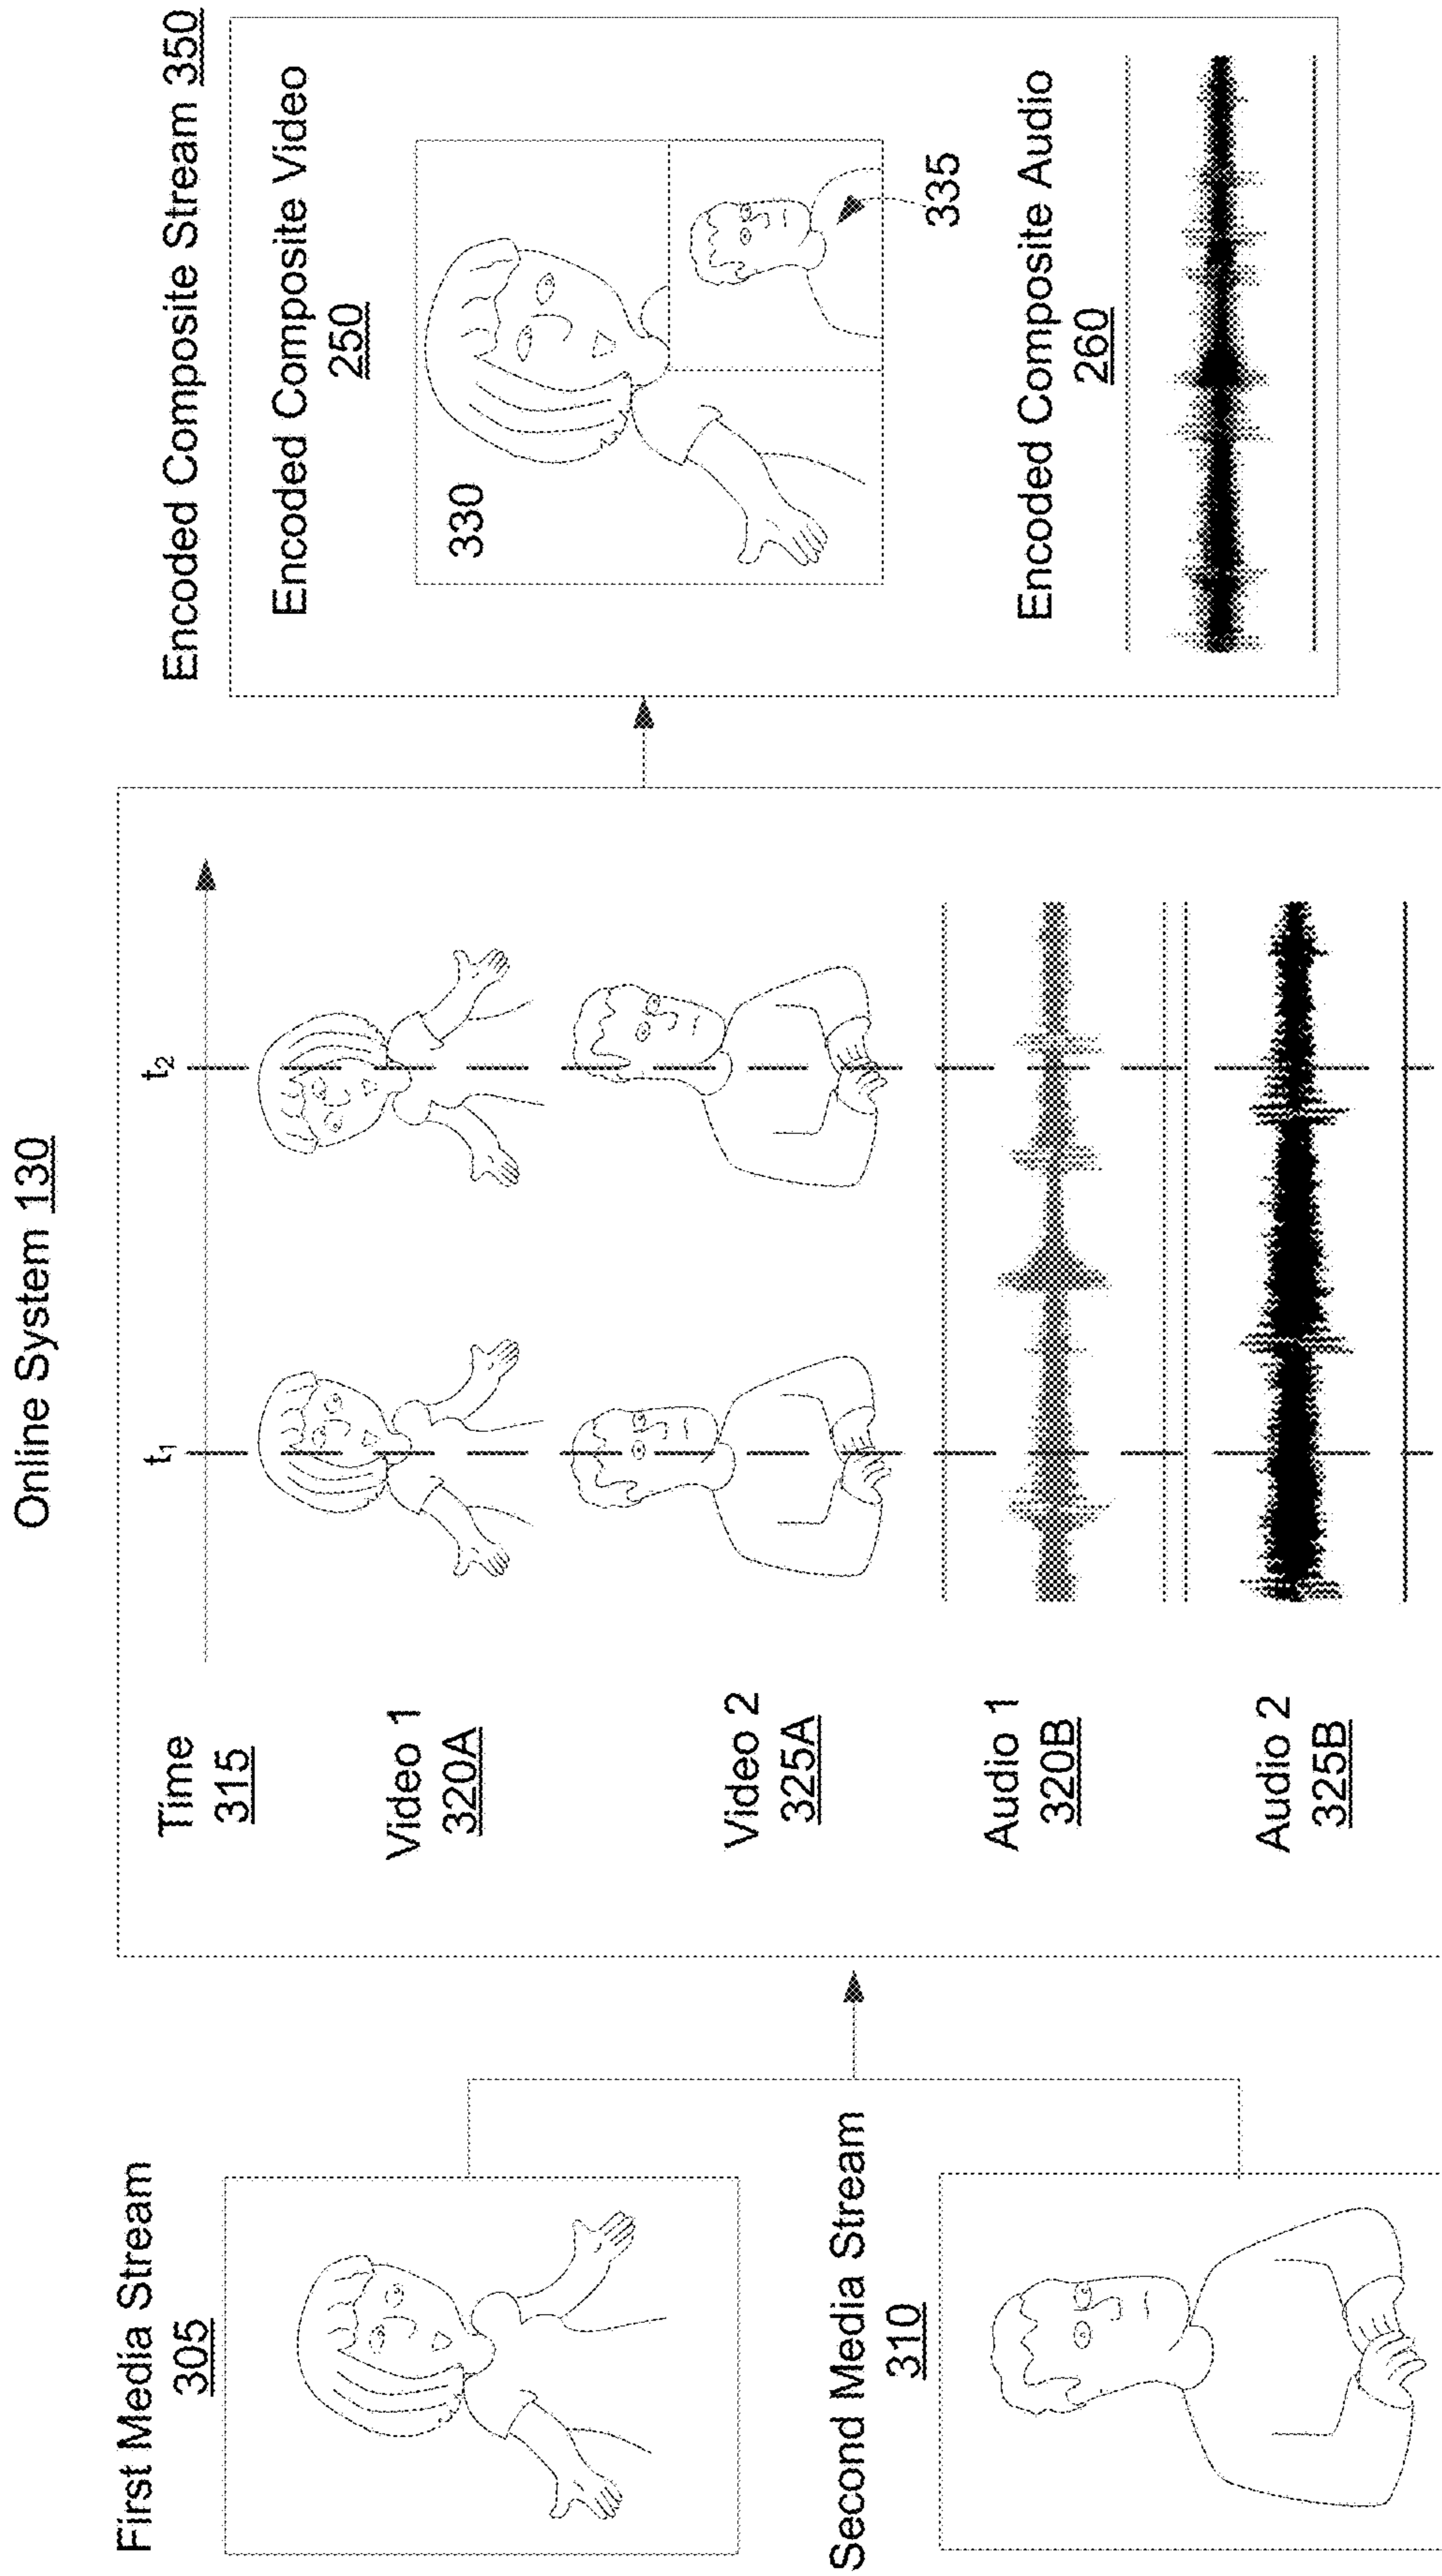 Online System 130
First Media Stream
305
Second Media Stream
310
Time
315
t1
t2
Video 1
320A
Video 2
325A
Audio 1
320B
Audio 2
325B
Encoded Composite Stream 350
Encoded Composite Video
250
330
335
Encoded Composite Audio
260